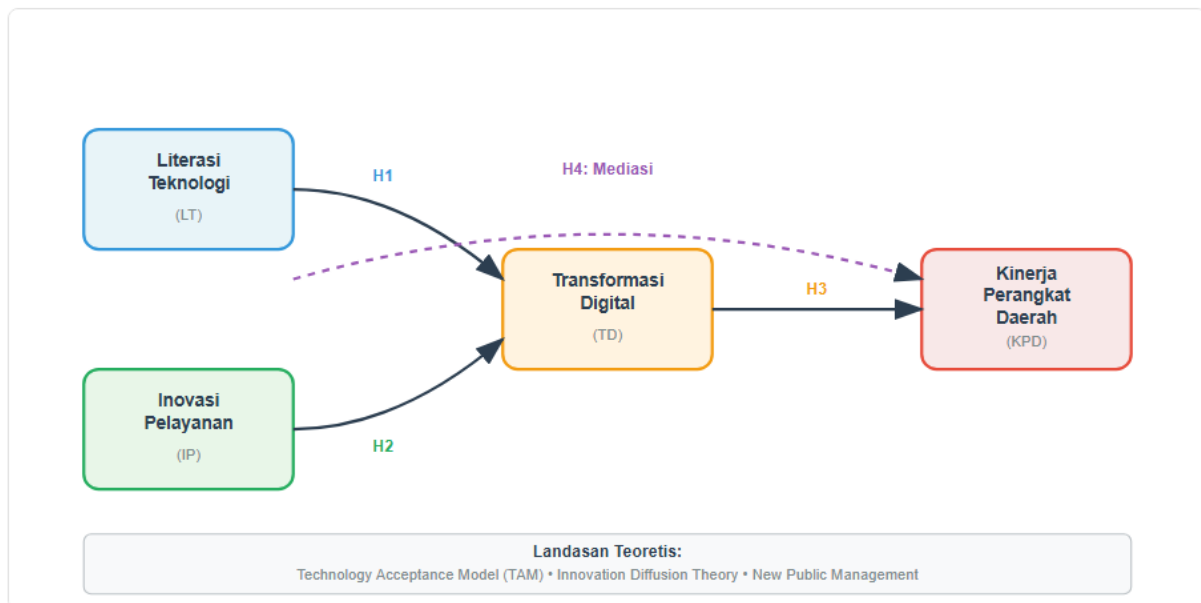 Literasi
Teknologi
(LT)
H1
H4: Mediasi
Transformasi
Digital
(TD)
H3
Kinerja
Perangkat
Daerah
(KPD)
Inovasi
Pelayanan
(IP)
H2
Landasan Teoretis:
Technology Acceptance Model (TAM) • Innovation Diffusion Theory • New Public Management